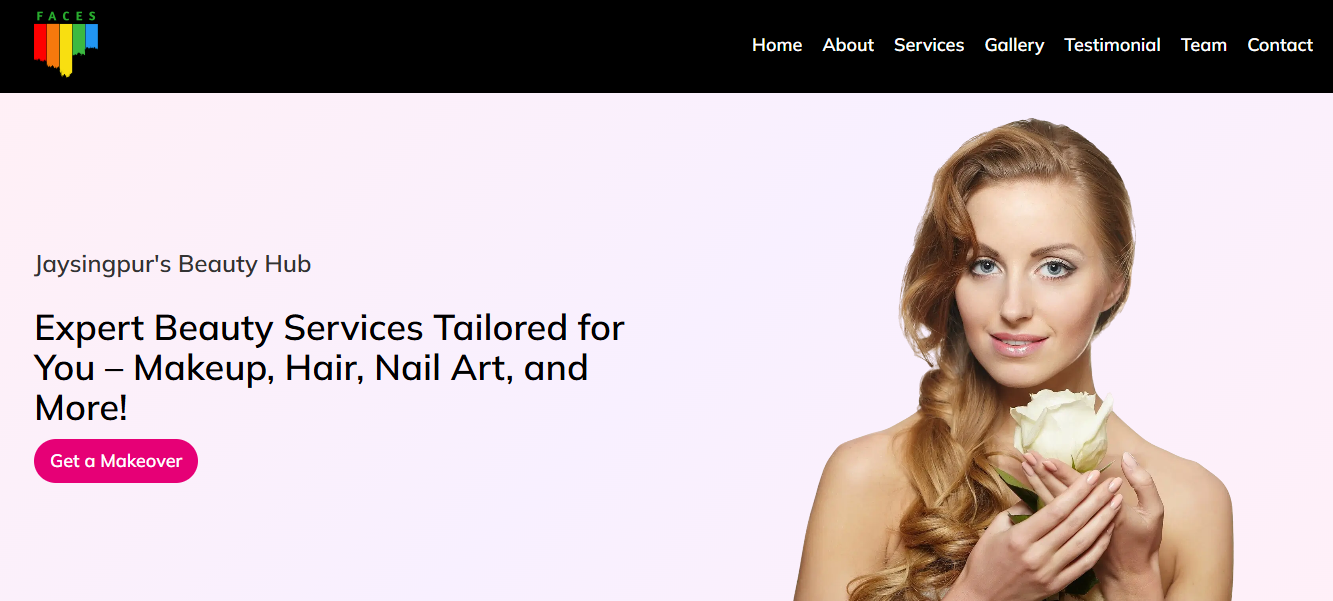 FACES
Home About Services Gallery Testimonial Team Contact
Jaysingpur's Beauty Hub
Expert Beauty Services Tailored for
You – Makeup, Hair, Nail Art, and
More!
Get a Makeover